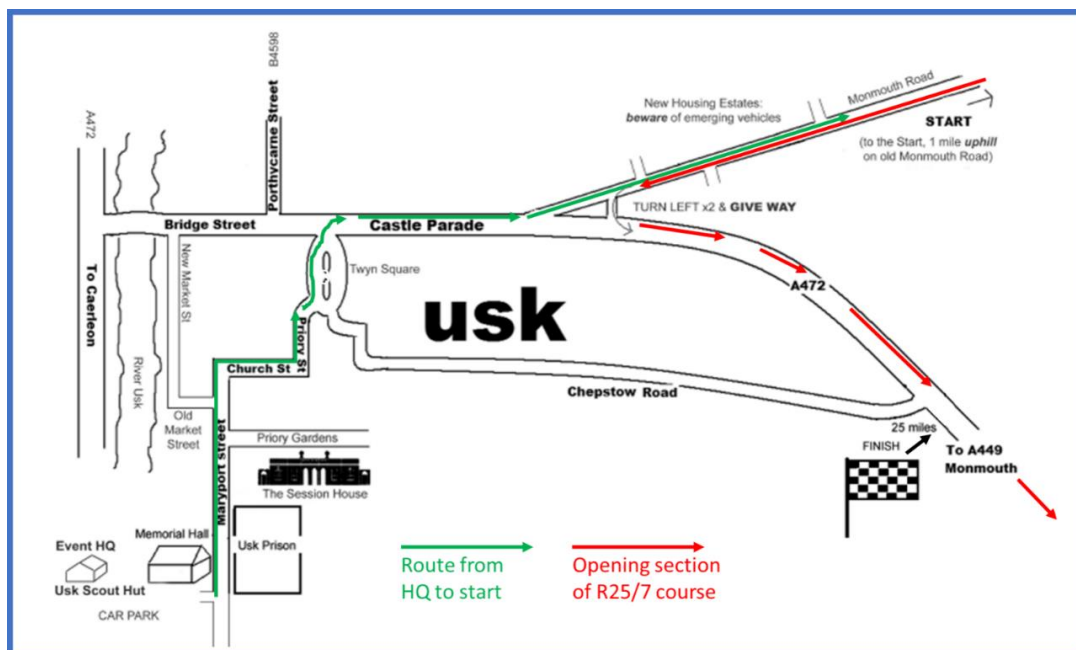 B4598
A472
Porthycarne Street
Monmouth Road
New Housing Estates:
beware of emerging vehicles
START
(to the Start, 1 mile uphill
on old Monmouth Road)
TURN LEFT x2 & GIVE WAY
Bridge Street
Castle Parade
Twyn Square
A472
To Caerleon
New Market St
River Usk
usk
Priory St
Church St
Chepstow Road
Old
Market
Street
Maryport street
Priory Gardens
25 miles
FINISH
To A449
Monmouth
The Session House
Memorial Hall
Usk Prison
Event HQ
Usk Scout Hut
CAR PARK
Route from
HQ to start
Opening section
of R25/7 course